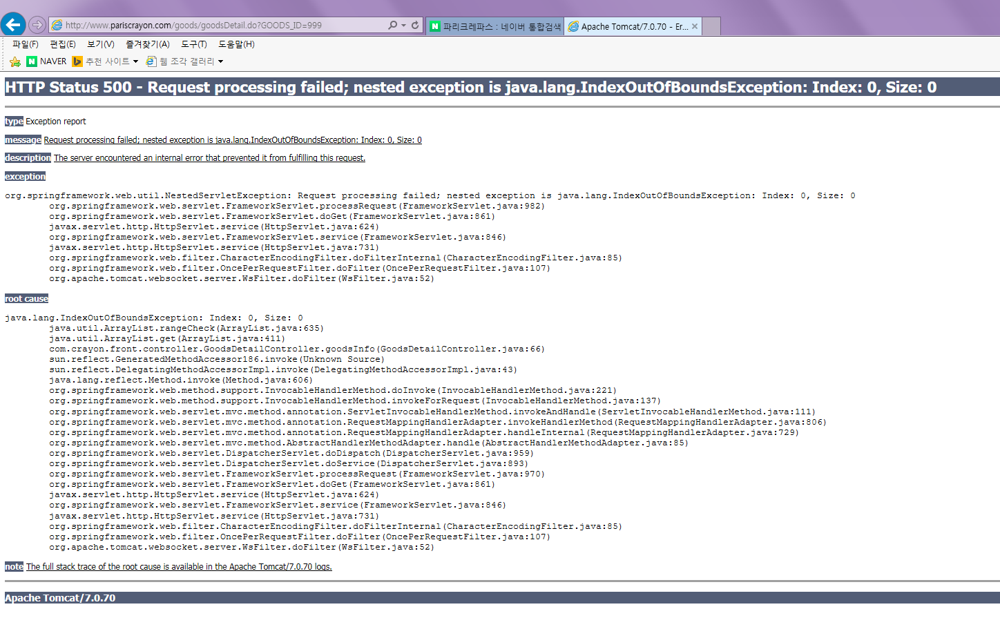 http://www.pariscrayon.com/goods/goodsDetail.do?GOODS_ID=999
파리크레파스 : 네이버 통합검색
Apache Tomcat/7.0.70 - Er...
파일(F) 편집(E) 보기(V) 즐겨찾기(A) 도구(T) 도움말(H)
NAVER 추천 사이트 웹 조각 갤러리
HTTP Status 500 - Request processing failed; nested exception is java.lang.IndexOutOfBoundsException: Index: 0, Size: 0
type Exception report
message Request processing failed; nested exception is java.lang.IndexOutOfBoundsException: Index: 0, Size: 0
description The server encountered an internal error that prevented it from fulfilling this request.
exception
org.springframework.web.util.NestedServletException: Request processing failed; nested exception is java.lang.IndexOutOfBoundsException: Index: 0, Size: 0
org.springframework.web.servlet.FrameworkServlet.processRequest(FrameworkServlet.java:982)
org.springframework.web.servlet.FrameworkServlet.doGet(FrameworkServlet.java:861)
javax.servlet.http.HttpServlet.service(HttpServlet.java:624)
org.springframework.web.servlet.FrameworkServlet.service(FrameworkServlet.java:846)
javax.servlet.http.HttpServlet.service(HttpServlet.java:731)
org.springframework.web.filter.CharacterEncodingFilter.doFilterInternal(CharacterEncodingFilter.java:85)
org.springframework.web.filter.OncePerRequestFilter.doFilter(OncePerRequestFilter.java:107)
org.apache.tomcat.websocket.server.WsFilter.doFilter(WsFilter.java:52)
root cause
java.lang.IndexOutOfBoundsException: Index: 0, Size: 0
java.util.ArrayList.rangeCheck(ArrayList.java:635)
java.util.ArrayList.get(ArrayList.java:411)
com.crayon.front.controller.GoodsDetailController.goodsInfo(GoodsDetailController.java:66)
sun.reflect.GeneratedMethodAccessor186.invoke(Unknown Source)
sun.reflect.DelegatingMethodAccessorImpl.invoke(DelegatingMethodAccessorImpl.java:43)
java.lang.reflect.Method.invoke(Method.java:606)
org.springframework.web.method.support.InvocableHandlerMethod.doInvoke(InvocableHandlerMethod.java:221)
org.springframework.web.method.support.InvocableHandlerMethod.invokeForRequest(InvocableHandlerMethod.java:137)
org.springframework.web.servlet.mvc.method.annotation.ServletInvocableHandlerMethod.invokeAndHandle(ServletInvocableHandlerMethod.java:111)
org.springframework.web.servlet.mvc.method.annotation.RequestMappingHandlerAdapter.invokeHandlerMethod(RequestMappingHandlerAdapter.java:806)
org.springframework.web.servlet.mvc.method.annotation.RequestMappingHandlerAdapter.handleInternal(RequestMappingHandlerAdapter.java:729)
org.springframework.web.servlet.mvc.method.AbstractHandlerMethodAdapter.handle(AbstractHandlerMethodAdapter.java:85)
org.springframework.web.servlet.DispatcherServlet.doDispatch(DispatcherServlet.java:959)
org.springframework.web.servlet.DispatcherServlet.doService(DispatcherServlet.java:893)
org.springframework.web.servlet.FrameworkServlet.processRequest(FrameworkServlet.java:970)
org.springframework.web.servlet.FrameworkServlet.doGet(FrameworkServlet.java:861)
javax.servlet.http.HttpServlet.service(HttpServlet.java:624)
org.springframework.web.servlet.FrameworkServlet.service(FrameworkServlet.java:846)
javax.servlet.http.HttpServlet.service(HttpServlet.java:731)
org.springframework.web.filter.CharacterEncodingFilter.doFilterInternal(CharacterEncodingFilter.java:85)
org.springframework.web.filter.OncePerRequestFilter.doFilter(OncePerRequestFilter.java:107)
org.apache.tomcat.websocket.server.WsFilter.doFilter(WsFilter.java:52)
note The full stack trace of the root cause is available in the Apache Tomcat/7.0.70 logs.
Apache Tomcat/7.0.70